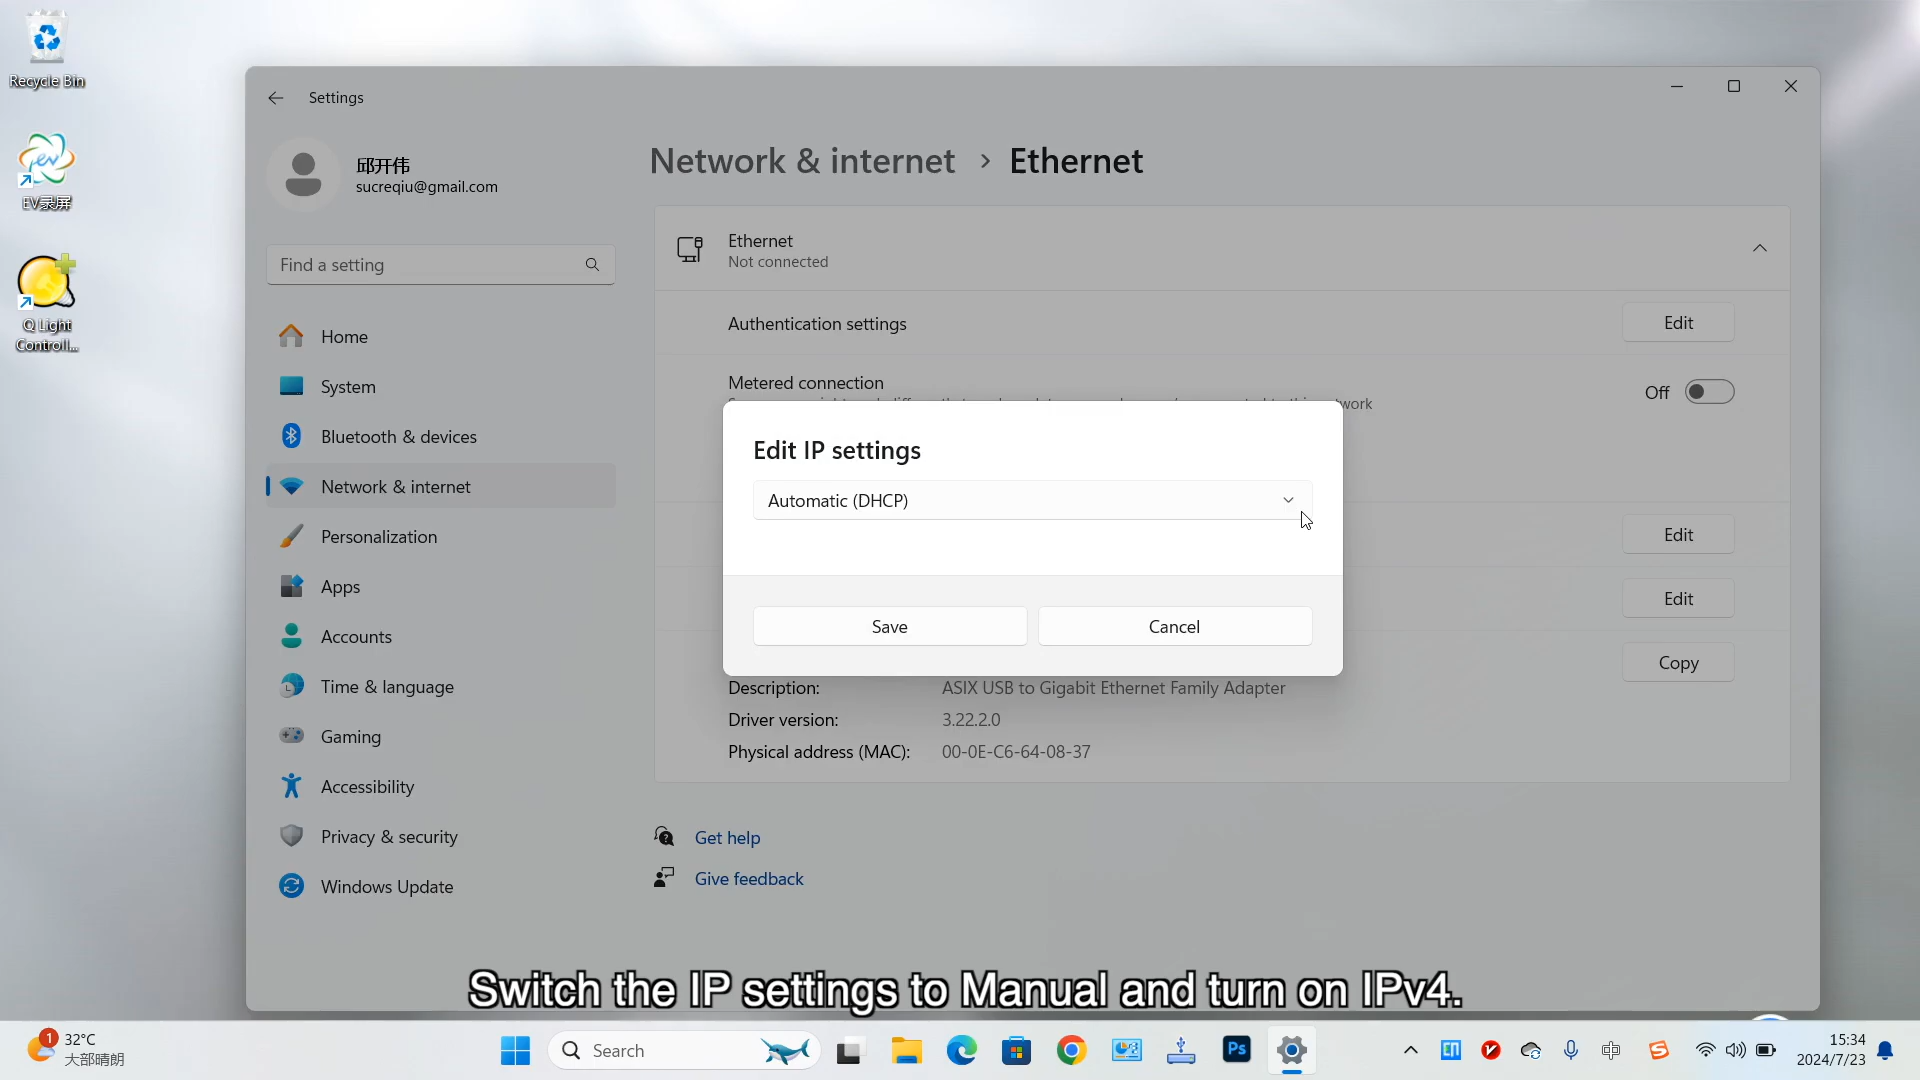 Recycle Bin
EV录屏
Q Light
Controll...
Settings
邱开伟
sucreqiu@gmail.com
Find a setting
Home
System
Bluetooth & devices
Network & internet
Personalization
Apps
Accounts
Time & language
Gaming
Accessibility
Privacy & security
Windows Update
Network & internet > Ethernet
Ethernet
Not connected
Authentication settings
Edit
Metered connection
Off
Edit IP settings
Automatic (DHCP)
Save
Cancel
Edit
Edit
Copy
Description: ASIX USB to Gigabit Ethernet Family Adapter
Driver version: 3.22.2.0
Physical address (MAC): 00-0E-C6-64-08-37
Get help
Give feedback
Switch the IP settings to Manual and turn on IPv4.
1
32°C
大部晴朗
Search
Ps
中
15:34
2024/7/23